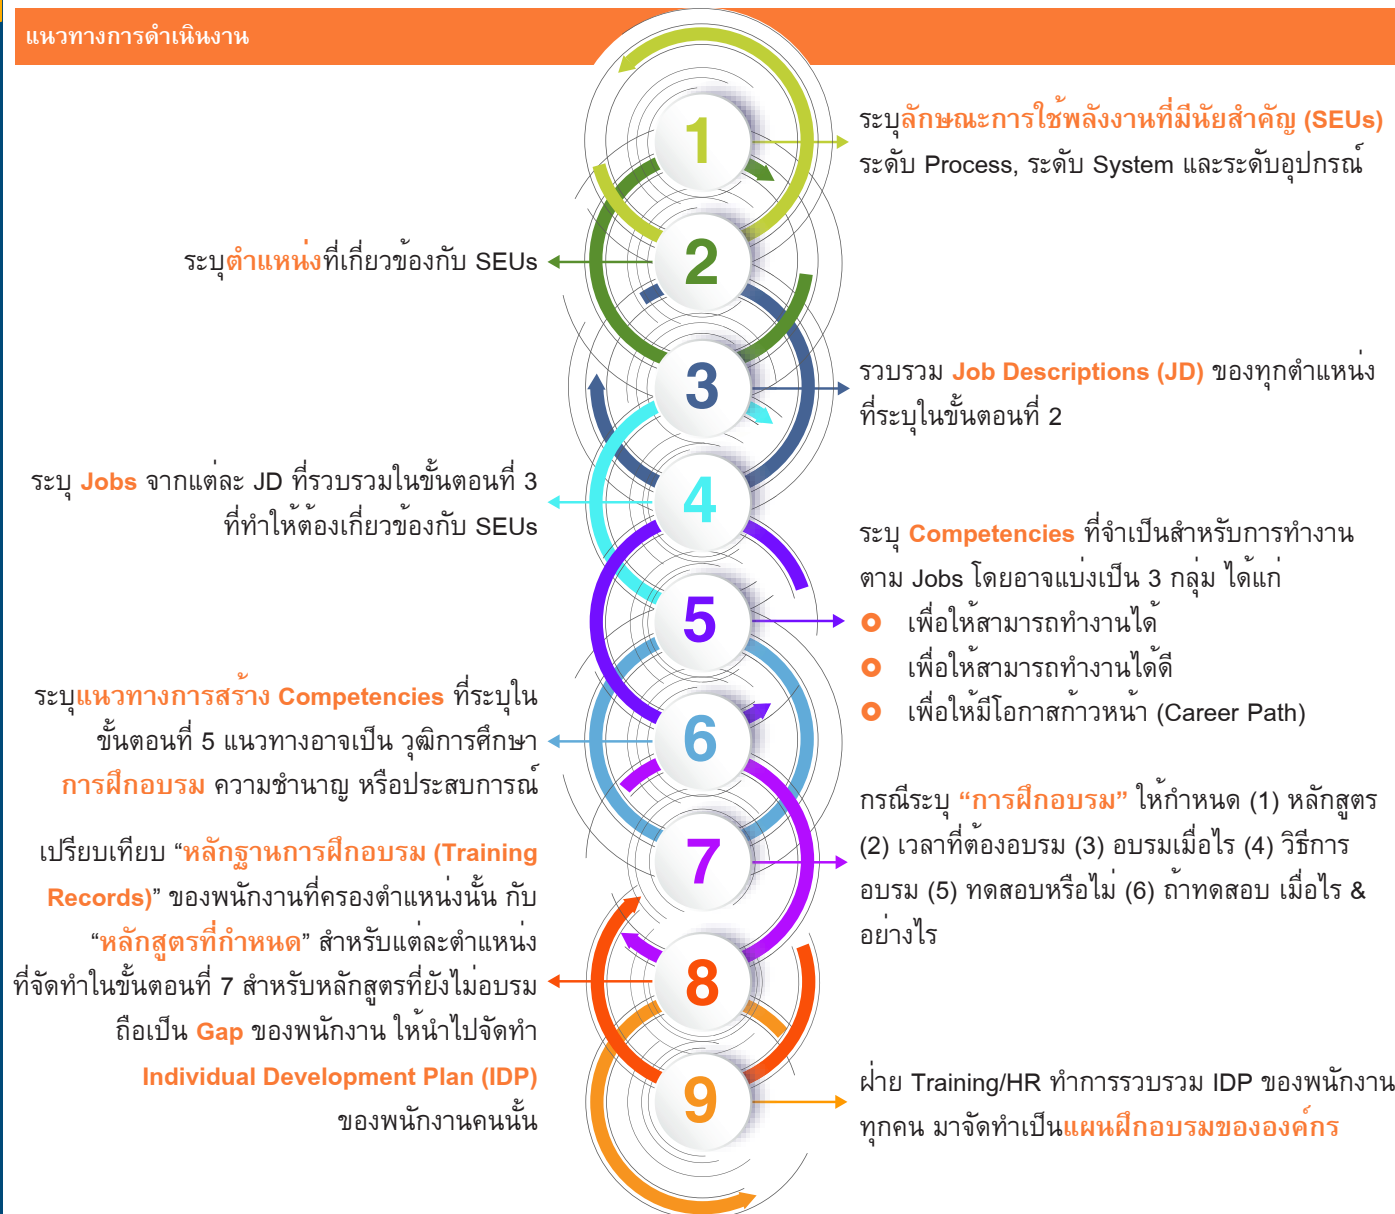 แนวทางการดำเนินงาน
1
ระบุลักษณะการใช้พลังงานที่มีนัยสำคัญ (SEUs)
ระดับ Process, ระดับ System และระดับอุปกรณ์
2
ระบุตำแหน่งที่เกี่ยวข้องกับ SEUs
3
รวบรวม Job Descriptions (JD) ของทุกตำแหน่ง
ที่ระบุในขั้นตอนที่ 2
4
ระบุ Jobs จากแต่ละ JD ที่รวบรวมในขั้นตอนที่ 3
ที่ทำให้ต้องเกี่ยวข้องกับ SEUs
5
ระบุ Competencies ที่จำเป็นสำหรับการทำงาน
ตาม Jobs โดยอาจแบ่งเป็น 3 กลุ่ม ได้แก่
เพื่อให้สามารถทำงานได้
เพื่อให้สามารถทำงานได้ดี
เพื่อให้มีโอกาสก้าวหน้า (Career Path)
6
ระบุแนวทางการสร้าง Competencies ที่ระบุใน
ขั้นตอนที่ 5 แนวทางอาจเป็น วุฒิการศึกษา
การฝึกอบรม ความชำนาญ หรือประสบการณ์
7
กรณีระบุ “การฝึกอบรม” ให้กำหนด (1) หลักสูตร
(2) เวลาที่ต้องอบรม (3) อบรมเมื่อไร (4) วิธีการ
อบรม (5) ทดสอบหรือไม่ (6) ถ้าทดสอบ เมื่อไร &
อย่างไร
8
เปรียบเทียบ “หลักฐานการฝึกอบรม (Training
Records)” ของพนักงานที่ครองตำแหน่งนั้น กับ
“หลักสูตรที่กำหนด” สำหรับแต่ละตำแหน่ง
ที่จัดทำในขั้นตอนที่ 7 สำหรับหลักสูตรที่ยังไม่อบรม
ถือเป็น Gap ของพนักงาน ให้นำไปจัดทำ
Individual Development Plan (IDP)
ของพนักงานคนนั้น
9
ฝ่าย Training/HR ทำการรวบรวม IDP ของพนักงาน
ทุกคน มาจัดทำเป็นแผนฝึกอบรมขององค์กร